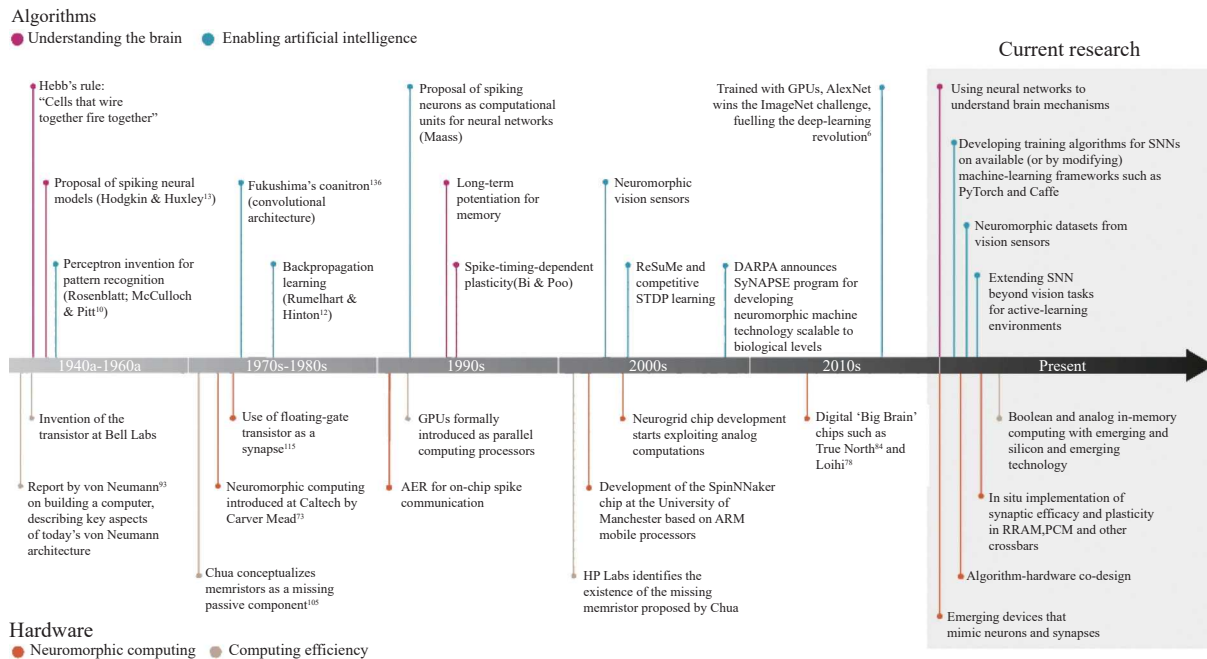 Algorithms
Understanding the brain
Enabling artificial intelligence
Current research
Hebb's rule:
"Cells that wire
together fire together"
Proposal of spiking neural
models (Hodgkin & Huxley¹³)
Perceptron invention for
pattern recognition
(Rosenblatt; McCulloch
& Pitt¹⁰)
Fukushima's coanitron¹³⁶
(convolutional
architecture)
Backpropagation
learning
(Rumelhart &
Hinton¹²)
Proposal of spiking
neurons as computational
units for neural networks
(Maass)
Long-term
potentiation for
memory
Spike-timing-dependent
plasticity(Bi & Poo)
Neuromorphic
vision sensors
ReSuMe and
competitive
STDP learning
Trained with GPUs, AlexNet
wins the ImageNet challenge,
fuelling the deep-learning
revolution⁶
DARPA announces
SyNAPSE program for
developing
neuromorphic machine
technology scalable to
biological levels
Using neural networks to
understand brain mechanisms
Developing training algorithms for SNNs
on available (or by modifying)
machine-learning frameworks such as
PyTorch and Caffe
Neuromorphic datasets from
vision sensors
Extending SNN
beyond vision tasks
for active-learning
environments
1940a-1960a
1970s-1980s
1990s
2000s
2010s
Present
Invention of the
transistor at Bell Labs
Report by von Neumann⁹³
on building a computer,
describing key aspects
of today's von Neumann
architecture
Use of floating-gate
transistor as a
synapse¹¹⁵
Neuromorphic computing
introduced at Caltech by
Carver Mead⁷³
Chua conceptualizes
memristors as a missing
passive component¹⁰⁵
GPUs formally
introduced as parallel
computing processors
AER for on-chip spike
communication
Neurogrid chip development
starts exploiting analog
computations
Development of the SpinNNaker
chip at the University of
Manchester based on ARM
mobile processors
HP Labs identifies the
existence of the missing
memristor proposed by Chua
Digital 'Big Brain'
chips such as
True North⁸⁴ and
Loihi⁷⁸
Boolean and analog in-memory
computing with emerging and
silicon and emerging
technology
In situ implementation of
synaptic efficacy and plasticity
in RRAM,PCM and other
crossbars
Algorithm-hardware co-design
Emerging devices that
mimic neurons and synapses
Hardware
Neuromorphic computing
Computing efficiency